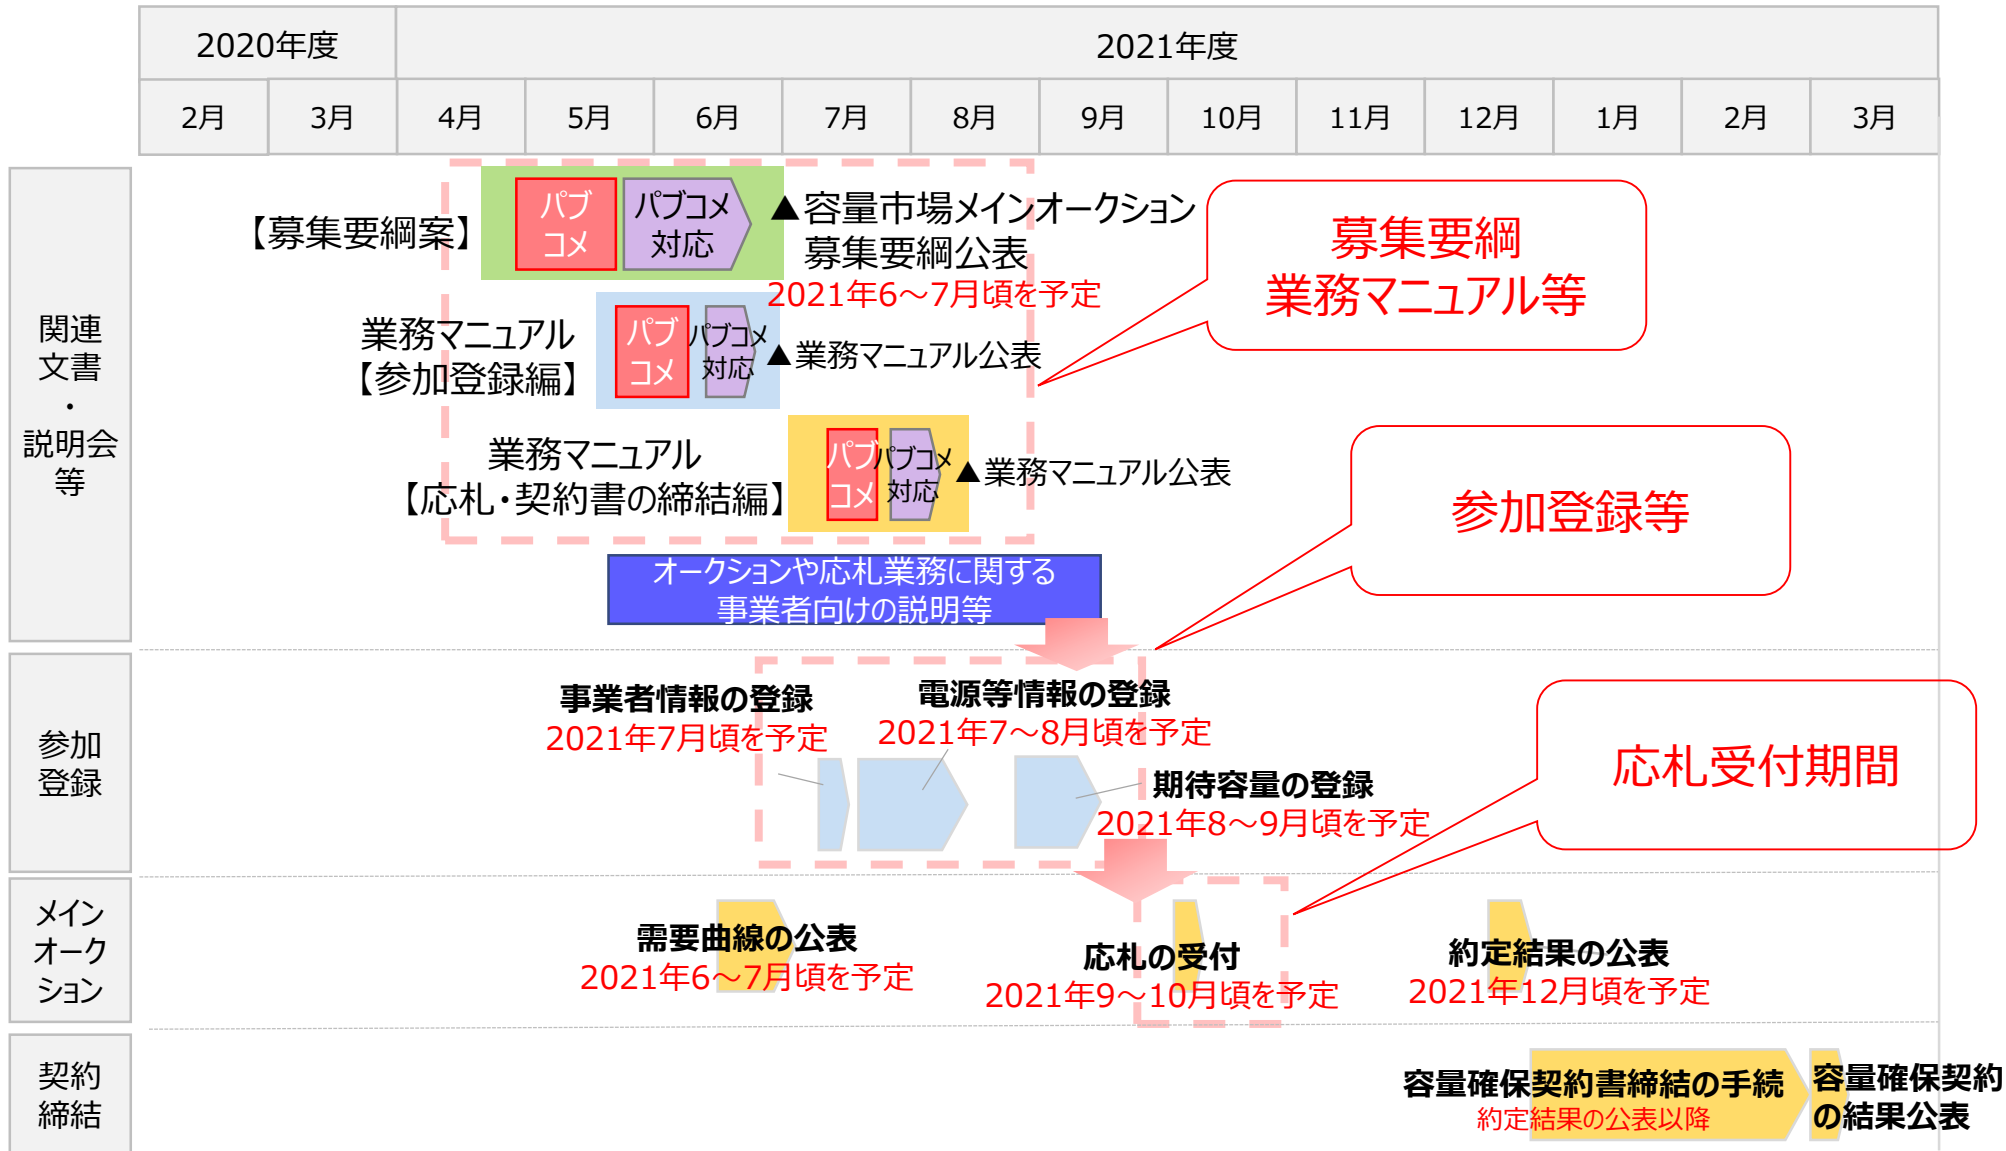 2020年度
2021年度
2月
3月
4月
5月
6月
7月
8月
9月
10月
11月
12月
1月
2月
3月
関連
文書
・
説明会
等
【募集要綱案】
パブ
コメ
パブコメ
対応
▲容量市場メインオークション
募集要綱公表
2021年6～7月頃を予定
募集要綱
業務マニュアル等
業務マニュアル
【参加登録編】
パブ
コメ
パブコメ
対応
▲業務マニュアル公表
業務マニュアル
【応札・契約書の締結編】
パブ
コメ
パブコメ
対応
▲業務マニュアル公表
参加登録等
オークションや応札業務に関する
事業者向けの説明等
参加
登録
事業者情報の登録
2021年7月頃を予定
電源等情報の登録
2021年7～8月頃を予定
期待容量の登録
2021年8～9月頃を予定
応札受付期間
メイン
オーク
ション
需要曲線の公表
2021年6～7月頃を予定
応札の受付
2021年9～10月頃を予定
約定結果の公表
2021年12月頃を予定
契約
締結
容量確保契約書締結の手続
約定結果の公表以降
容量確保契約
の結果公表